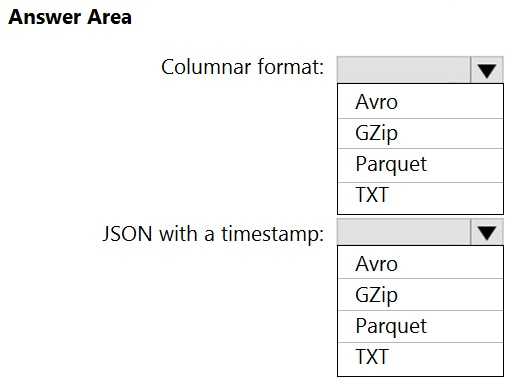 Answer Area
Columnar format:
Avro
GZip
Parquet
TXT
JSON with a timestamp:
Avro
GZip
Parquet
TXT